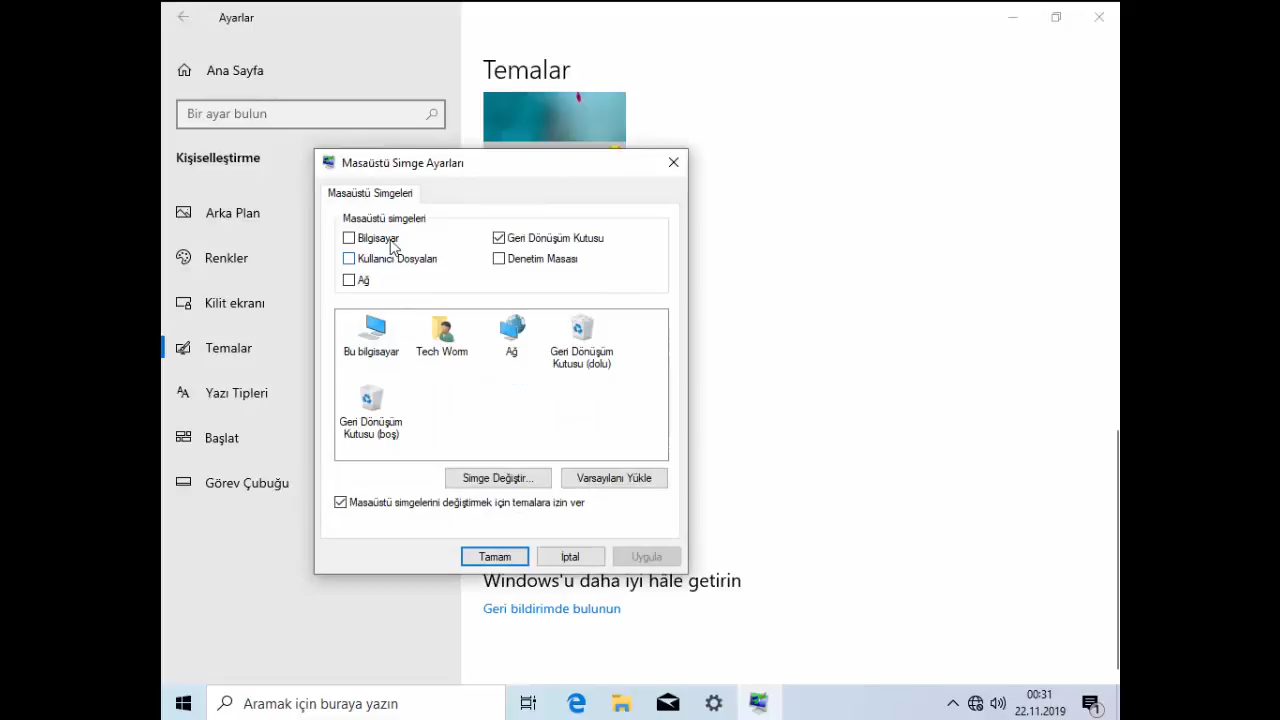 Ayarlar
Ana Sayfa
Bir ayar bulun
Kişiselleştirme
Arka Plan
Renkler
Kilit ekranı
Temalar
Yazı Tipleri
Başlat
Görev Çubuğu
Temalar
Masaüstü Simge Ayarları
Masaüstü Simgeleri
Masaüstü simgeleri
Bilgisayar
Geri Dönüşüm Kutusu
Kullanıcı Dosyaları
Denetim Masası
Ağ
Bu bilgisayar
Tech Worm
Ağ
Geri Dönüşüm
Kutusu (dolu)
Geri Dönüşüm
Kutusu (boş)
Simge Değiştir...
Varsayılanı Yükle
Masaüstü simgelerini değiştirmek için temalara izin ver
Tamam
İptal
Uygula
Windows'u daha iyi hâle getirin
Geri bildirimde bulunun
Aramak için buraya yazın
00:31
22.11.2019
1